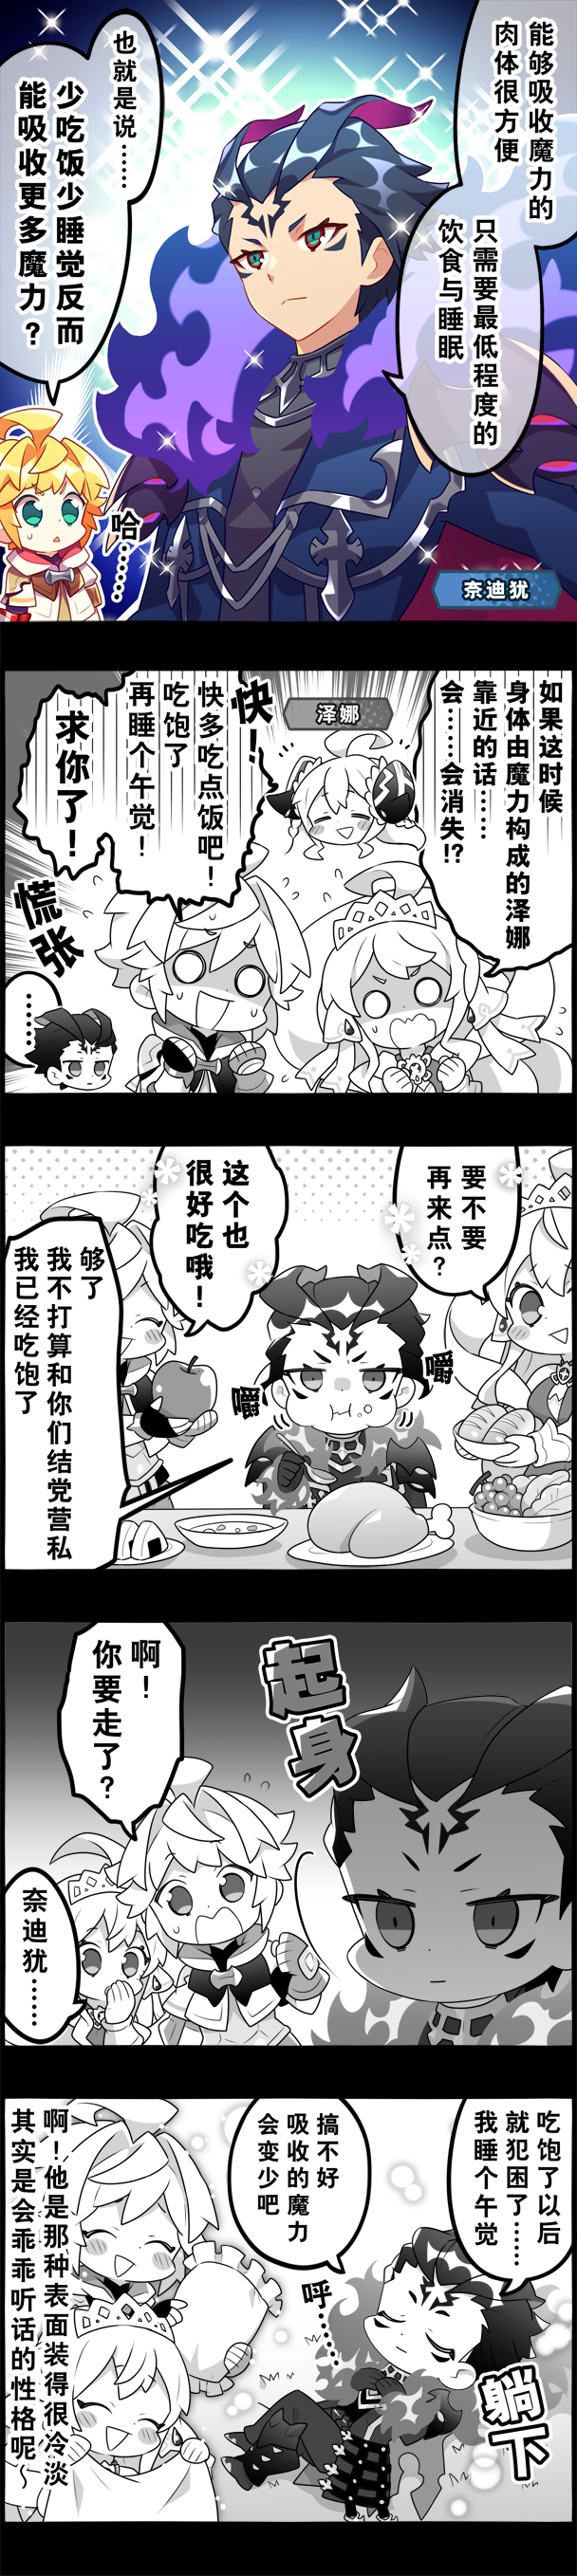 能够吸收魔力的
肉体很方便
只需要最低程度的
饮食与睡眠
也就是说……
少吃饭少睡觉反而
能吸收更多魔力？
哈……
奈迪犹
如果这时候
身体由魔力构成的泽娜
靠近的话……
会……会消失!?
泽娜
快！
快多吃点饭吧！
吃饱了
再睡个午觉！
求你了！
慌张
……
要不要
再来点？
这个也
很好吃哦！
嚼
嚼
够了
我不打算和你们结党营私
我已经吃饱了
起身
啊！
你要走了？
奈迪犹……
吃饱了以后
就犯困了……
我睡个午觉
搞不好
吸收的魔力
会变少吧
呼……
躺下
啊！他是那种表面装得很冷淡
其实是会乖乖听话的性格呢～